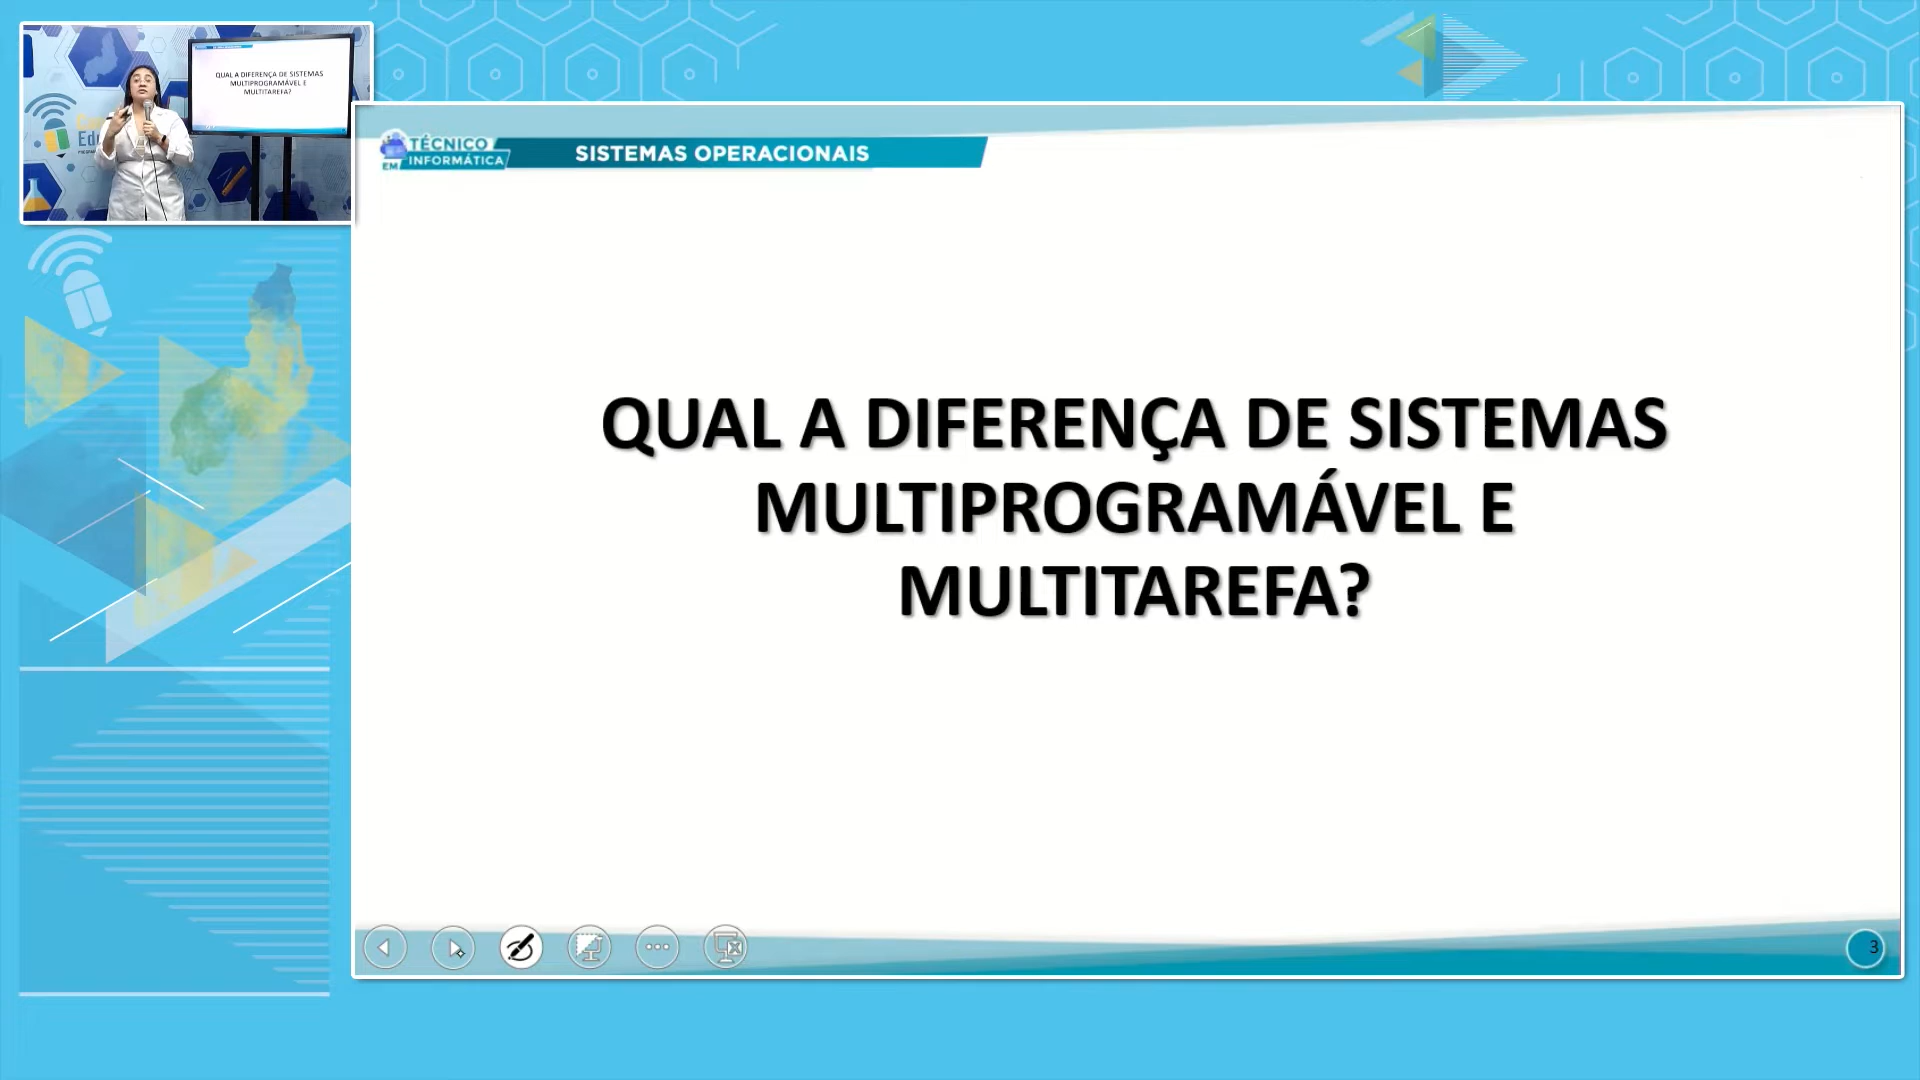 QUAL A DIFERENÇA DE SISTEMAS
MULTIPROGRAMÁVEL E
MULTITAREFA?
TÉCNICO
EM INFORMÁTICA
SISTEMAS OPERACIONAIS
QUAL A DIFERENÇA DE SISTEMAS
MULTIPROGRAMÁVEL E
MULTITAREFA?
3